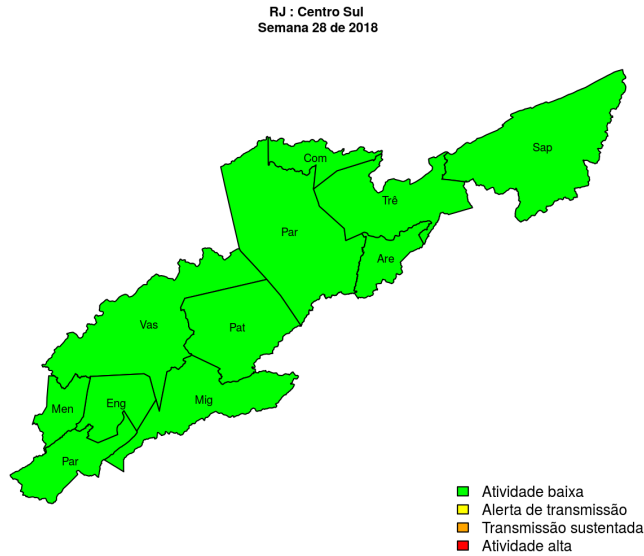 RJ : Centro Sul
Semana 28 de 2018
Sap
Com
Trê
Par
Are
Vas
Pat
Men
Eng
Mig
Par
Atividade baixa
Alerta de transmissão
Transmissão sustentada
Atividade alta